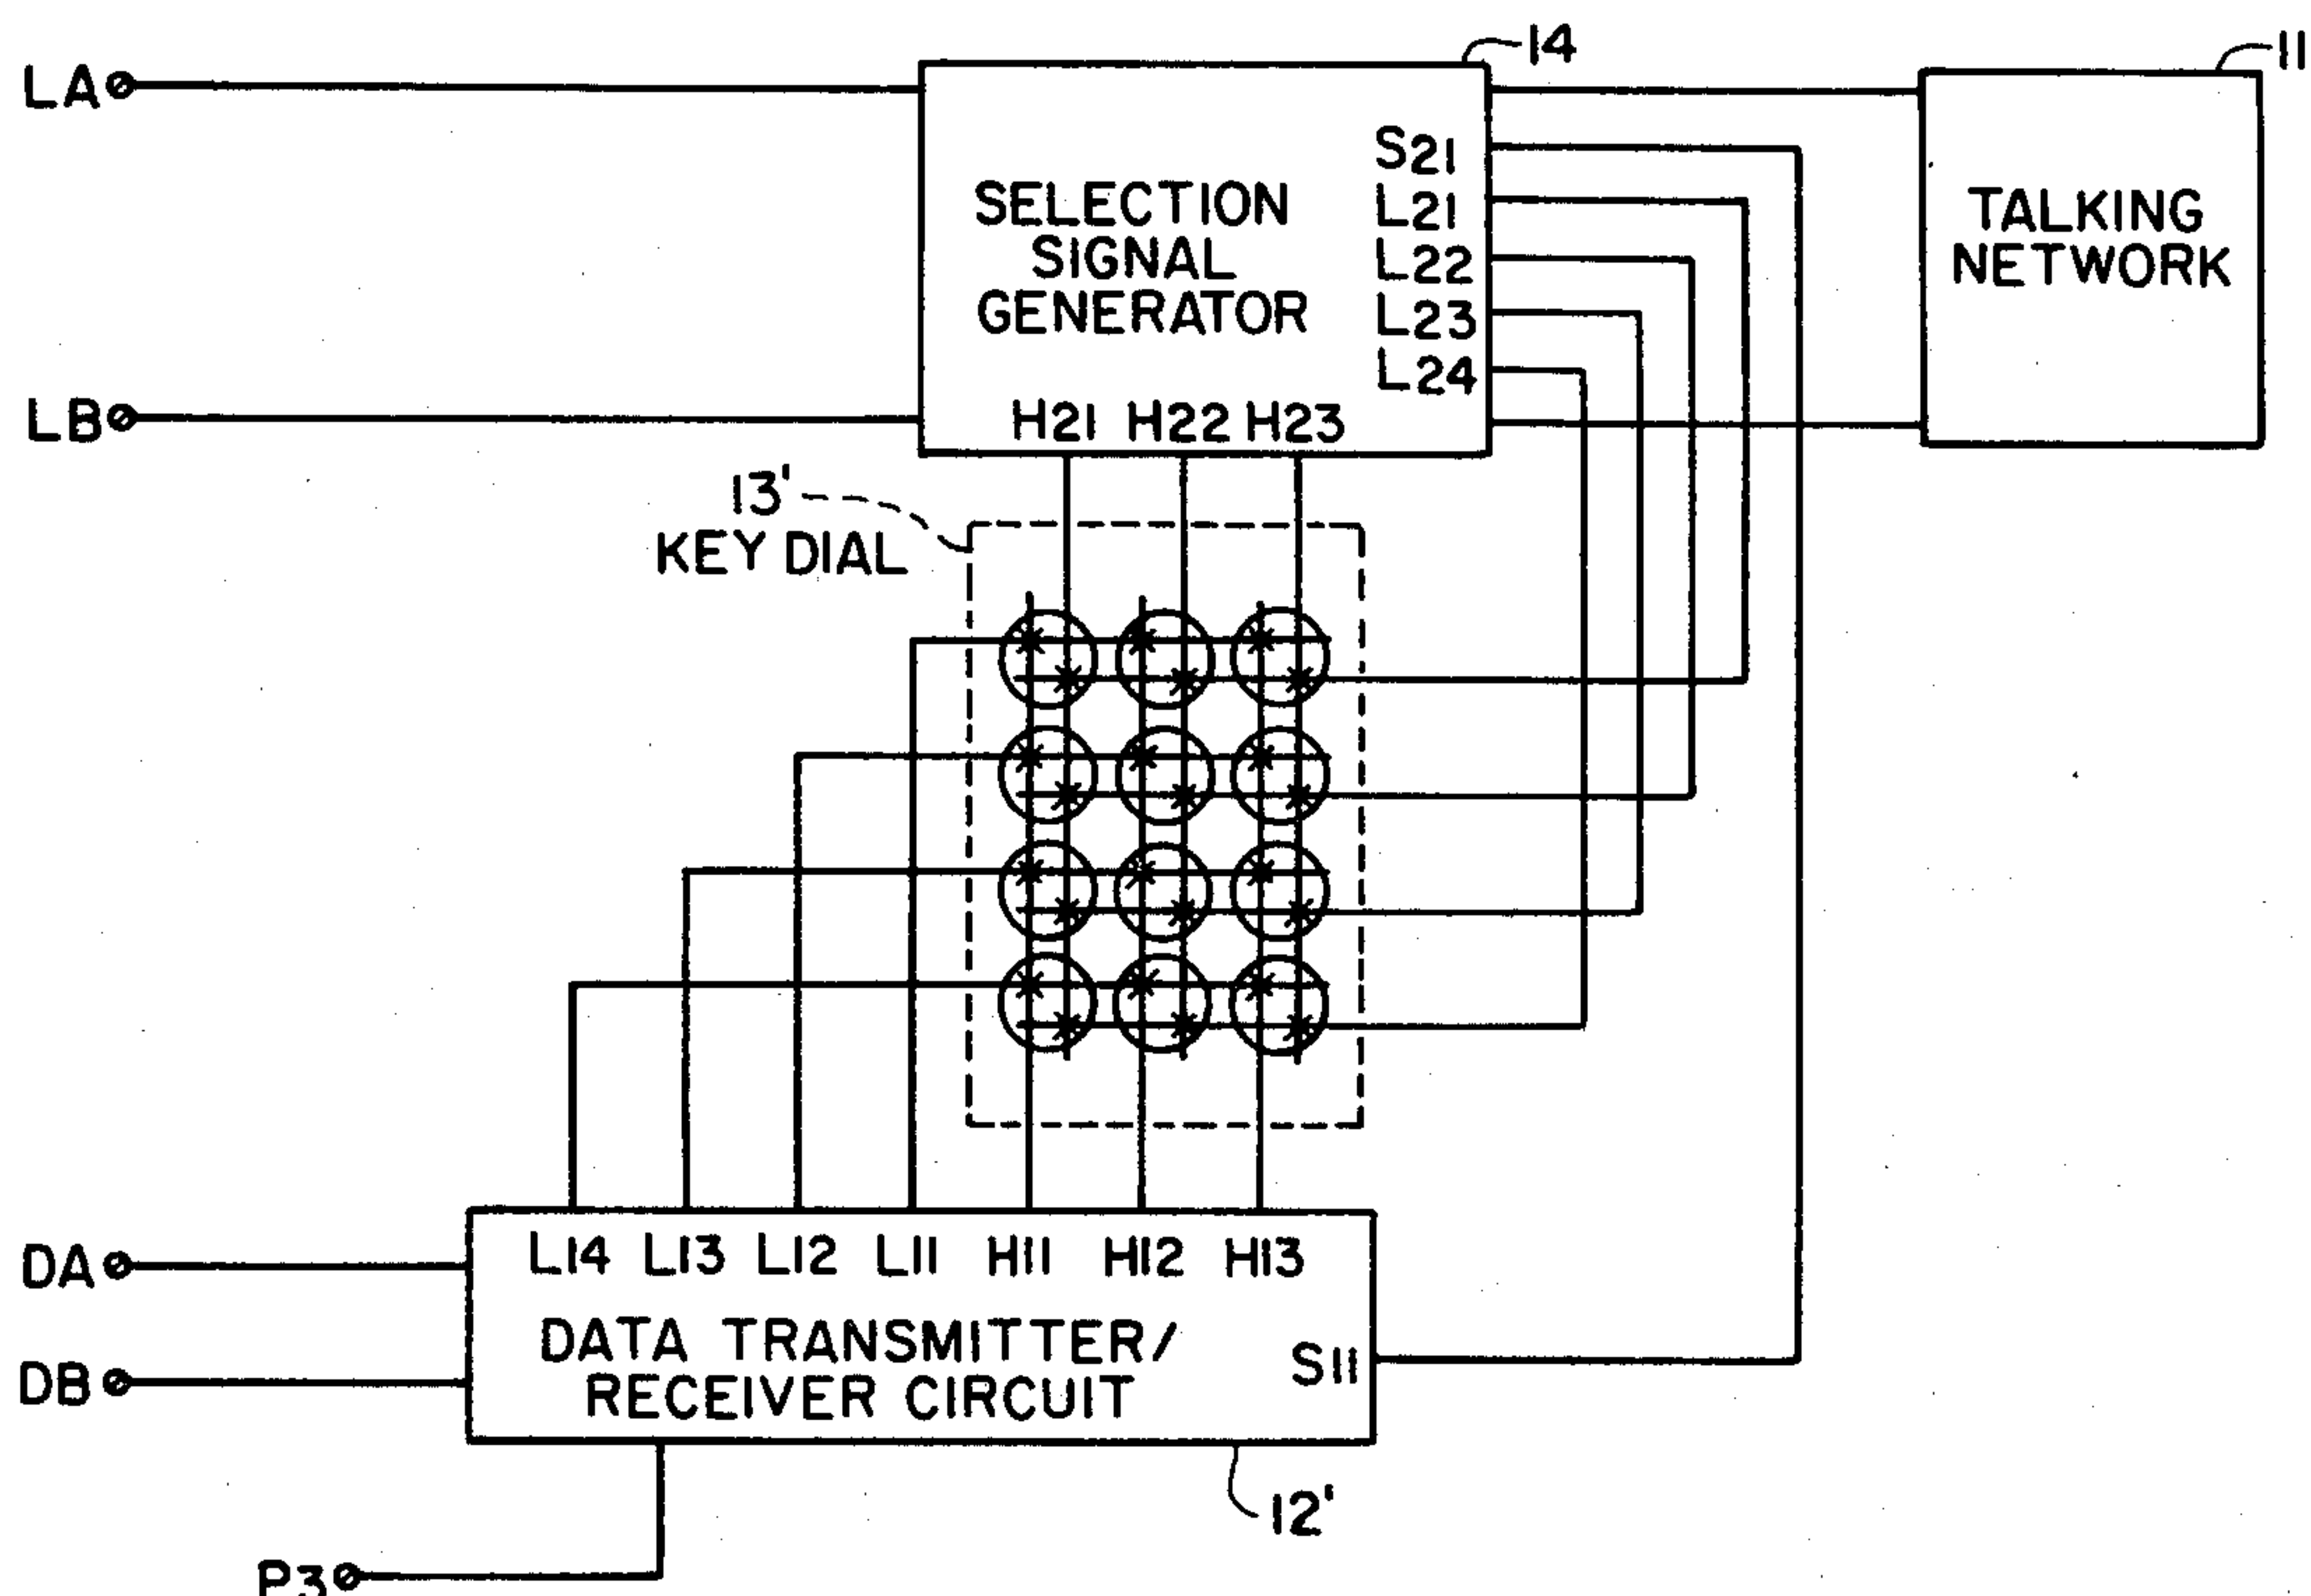 14
11
LA
S21
SELECTION
SIGNAL
GENERATOR
L21
L22
L23
L24
TALKING
NETWORK
LB
H21 H22 H23
13'
KEY DIAL
DA
L14 L13 L12 L11 H11 H12 H13
DATA TRANSMITTER/
RECEIVER CIRCUIT
S11
DB
12'
P3